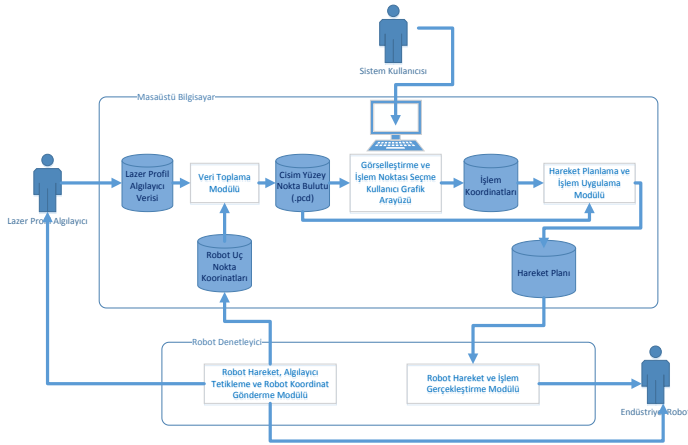 Sistem Kullanıcısı
Masaüstü Bilgisayar
Lazer Profil
Algılayıcı
Verisi
Veri Toplama
Modülü
Cisim Yüzey
Nokta Bulutu
(.pcd)
Görselleştirme ve
İşlem Noktası Seçme
Kullanıcı Grafik
Arayüzü
İşlem
Koordinatları
Hareket Planlama ve
İşlem Uygulama
Modülü
Lazer Profil Algılayıcı
Robot Uç
Nokta
Koorinatları
Hareket Planı
Robot Denetleyici
Robot Hareket, Algılayıcı
Tetikleme ve Robot Koordinat
Gönderme Modülü
Robot Hareket ve İşlem
Gerçekleştirme Modülü
Endüstriyel Robot